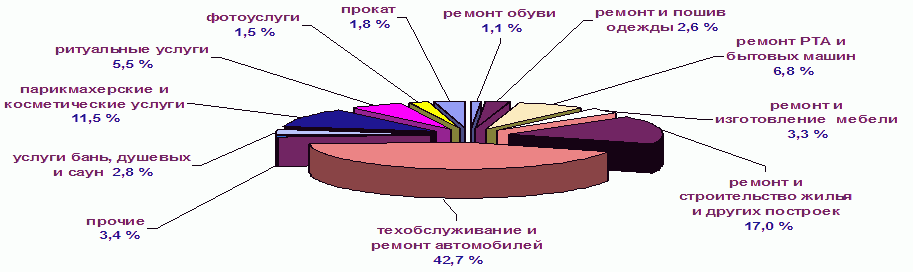 ремонт обуви
1,1 %
ремонт и пошив
одежды 2,6 %
ремонт РТА и
бытовых машин
6,8 %
ремонт и
изготовление мебели
3,3 %
ремонт и
строительство жилья
и других построек
17,0 %
техобслуживание и
ремонт автомобилей
42,7 %
прочие
3,4 %
услуги бань, душевых
и саун 2,8 %
парикмахерские и
косметические услуги
11,5 %
ритуальные услуги
5,5 %
фотоуслуги
1,5 %
прокат
1,8 %